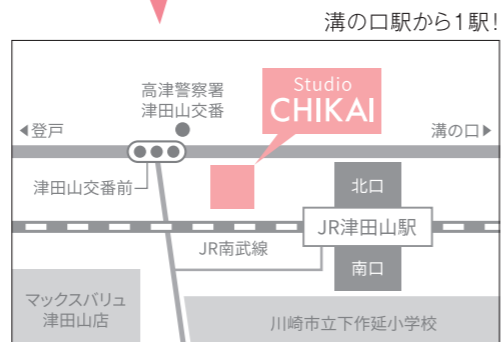 溝の口駅から1駅!
高津警察署
津田山交番
Studio
CHIKAI
◀登戸
溝の口▶
津田山交番前
北口
JR津田山駅
JR南武線
南口
マックスバリュ
津田山店
川崎市立下作延小学校